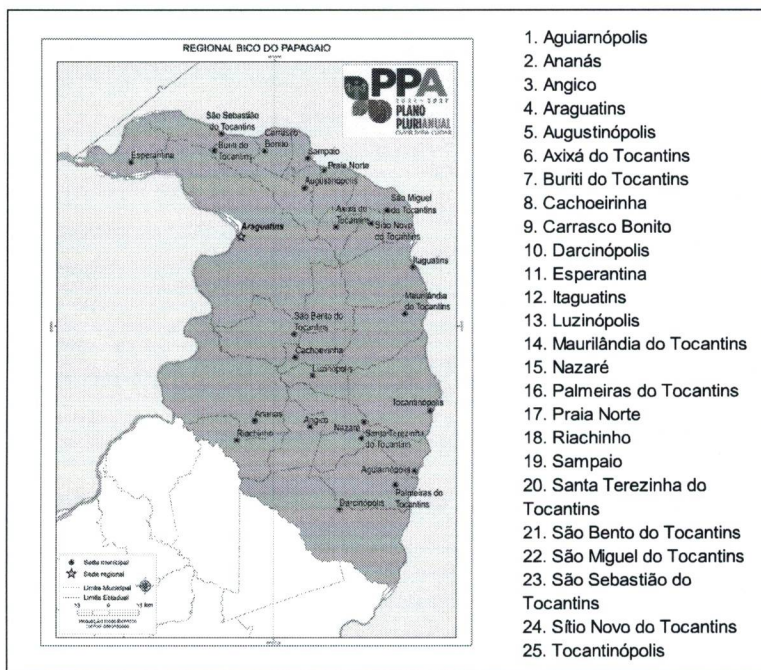 REGIONAL BICO DO PAPAGAIO
PPA
PLANO
PLURIANUAL
São Sebastião
do Tocantins
Carrasco
Bonito
Buriti do
Tocantins
Esperantina
Sampaio
Praia Norte
Augustinópolis
São Miguel
do Tocantins
Axixá do
Tocantins
Sítio Novo
do Tocantins
Araguatins
Itaguatins
Maurilândia
do Tocantins
São Bento do
Tocantins
Cachoeirinha
Luzinópolis
Tocantinópolis
Ananás
Angico
Nazaré
Riachinho
Santa Terezinha
do Tocantins
Aguiarnópolis
Palmeiras do
Tocantins
Darcinópolis
Sede municipal
Sede regional
Limite Municipal
Limite Estadual
1. Aguiarnópolis
2. Ananás
3. Angico
4. Araguatins
5. Augustinópolis
6. Axixá do Tocantins
7. Buriti do Tocantins
8. Cachoeirinha
9. Carrasco Bonito
10. Darcinópolis
11. Esperantina
12. Itaguatins
13. Luzinópolis
14. Maurilândia do Tocantins
15. Nazaré
16. Palmeiras do Tocantins
17. Praia Norte
18. Riachinho
19. Sampaio
20. Santa Terezinha do
Tocantins
21. São Bento do Tocantins
22. São Miguel do Tocantins
23. São Sebastião do
Tocantins
24. Sítio Novo do Tocantins
25. Tocantinópolis